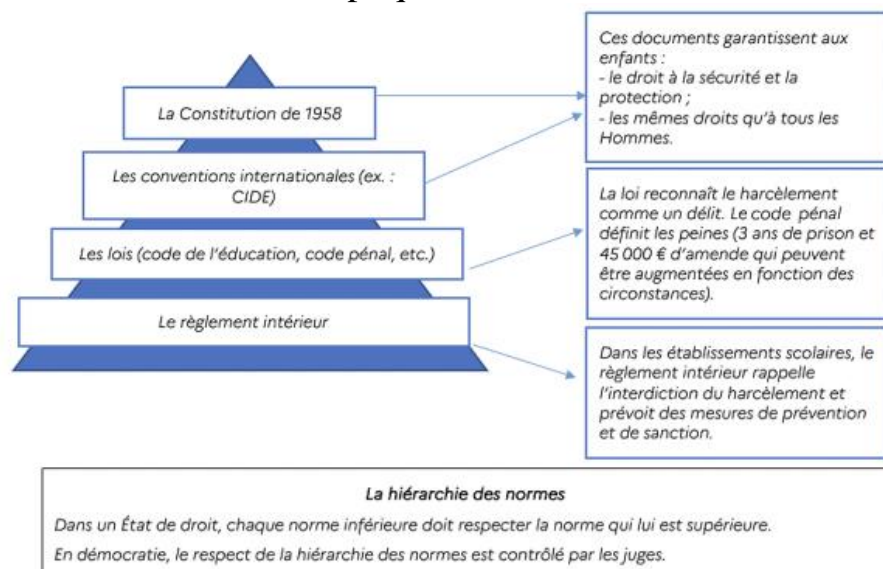 La Constitution de 1958
Les conventions internationales (ex. :
CIDE)
Les lois (code de l'éducation, code pénal, etc.)
Le règlement intérieur
Ces documents garantissent aux
enfants :
- le droit à la sécurité et la
protection ;
- les mêmes droits qu'à tous les
Hommes.
La loi reconnaît le harcèlement
comme un délit. Le code pénal
définit les peines (3 ans de prison et
45 000 € d'amende qui peuvent
être augmentées en fonction des
circonstances).
Dans les établissements scolaires, le
règlement intérieur rappelle
l'interdiction du harcèlement et
prévoit des mesures de prévention
et de sanction.
La hiérarchie des normes
Dans un État de droit, chaque norme inférieure doit respecter la norme qui lui est supérieure.
En démocratie, le respect de la hiérarchie des normes est contrôlé par les juges.